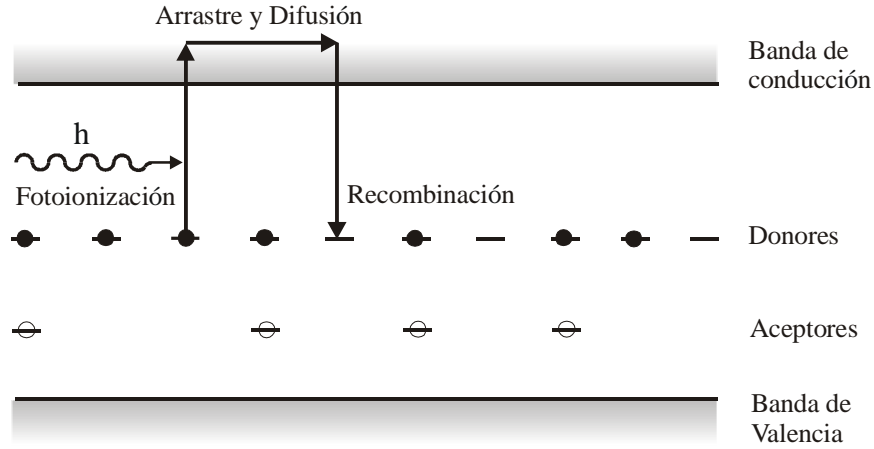 Arrastre y Difusión
Banda de
conducción
h
Fotoionización
Recombinación
Donores
Aceptores
Banda de
Valencia